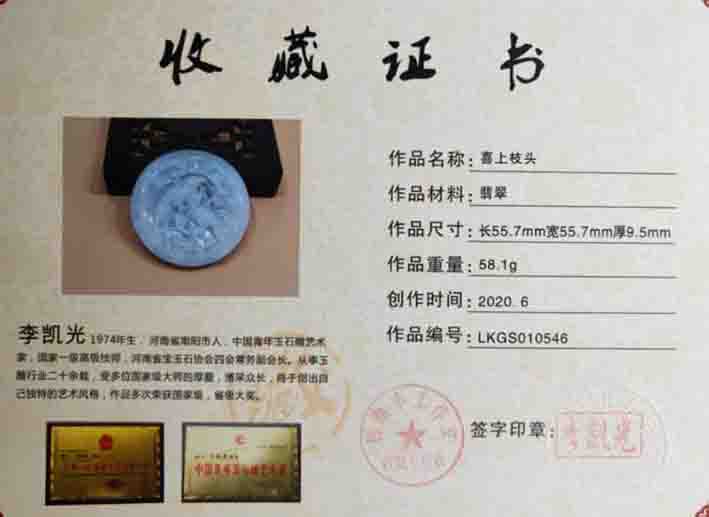 收藏证书
作品名称：喜上枝头
作品材料：翡翠
作品尺寸：长55.7mm宽55.7mm厚9.5mm
作品重量：58.1g
创作时间：2020. 6
作品编号：LKGS010546
李凯光 1974年生，河南省南阳市人，中国青年玉石雕艺术
家，国家一级高级技师，河南省宝玉石协会四会常务副会长。从事玉
雕行业二十余载，受多位国家级大师的厚爱，博采众长，终于创出自
己独特的艺术风格，作品多次荣获国家级，省级大奖。
签字印章：李凯光